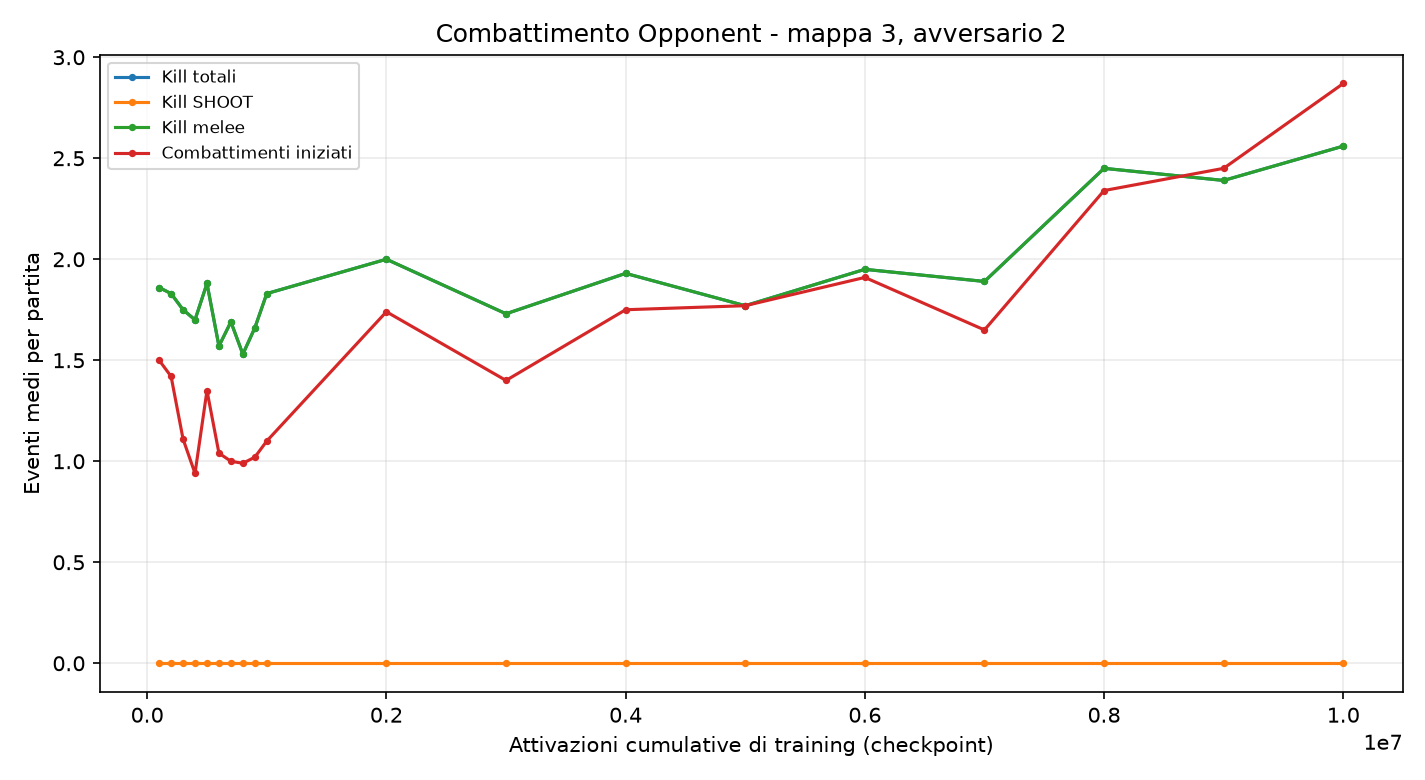 Combattimento Opponent - mappa 3, avversario 2
Kill totali
Kill SHOOT
Kill melee
Combattimenti iniziati
Eventi medi per partita
3.0
2.5
2.0
1.5
1.0
0.5
0.0
0.0 0.2 0.4 0.6 0.8 1.0
1e7
Attivazioni cumulative di training (checkpoint)